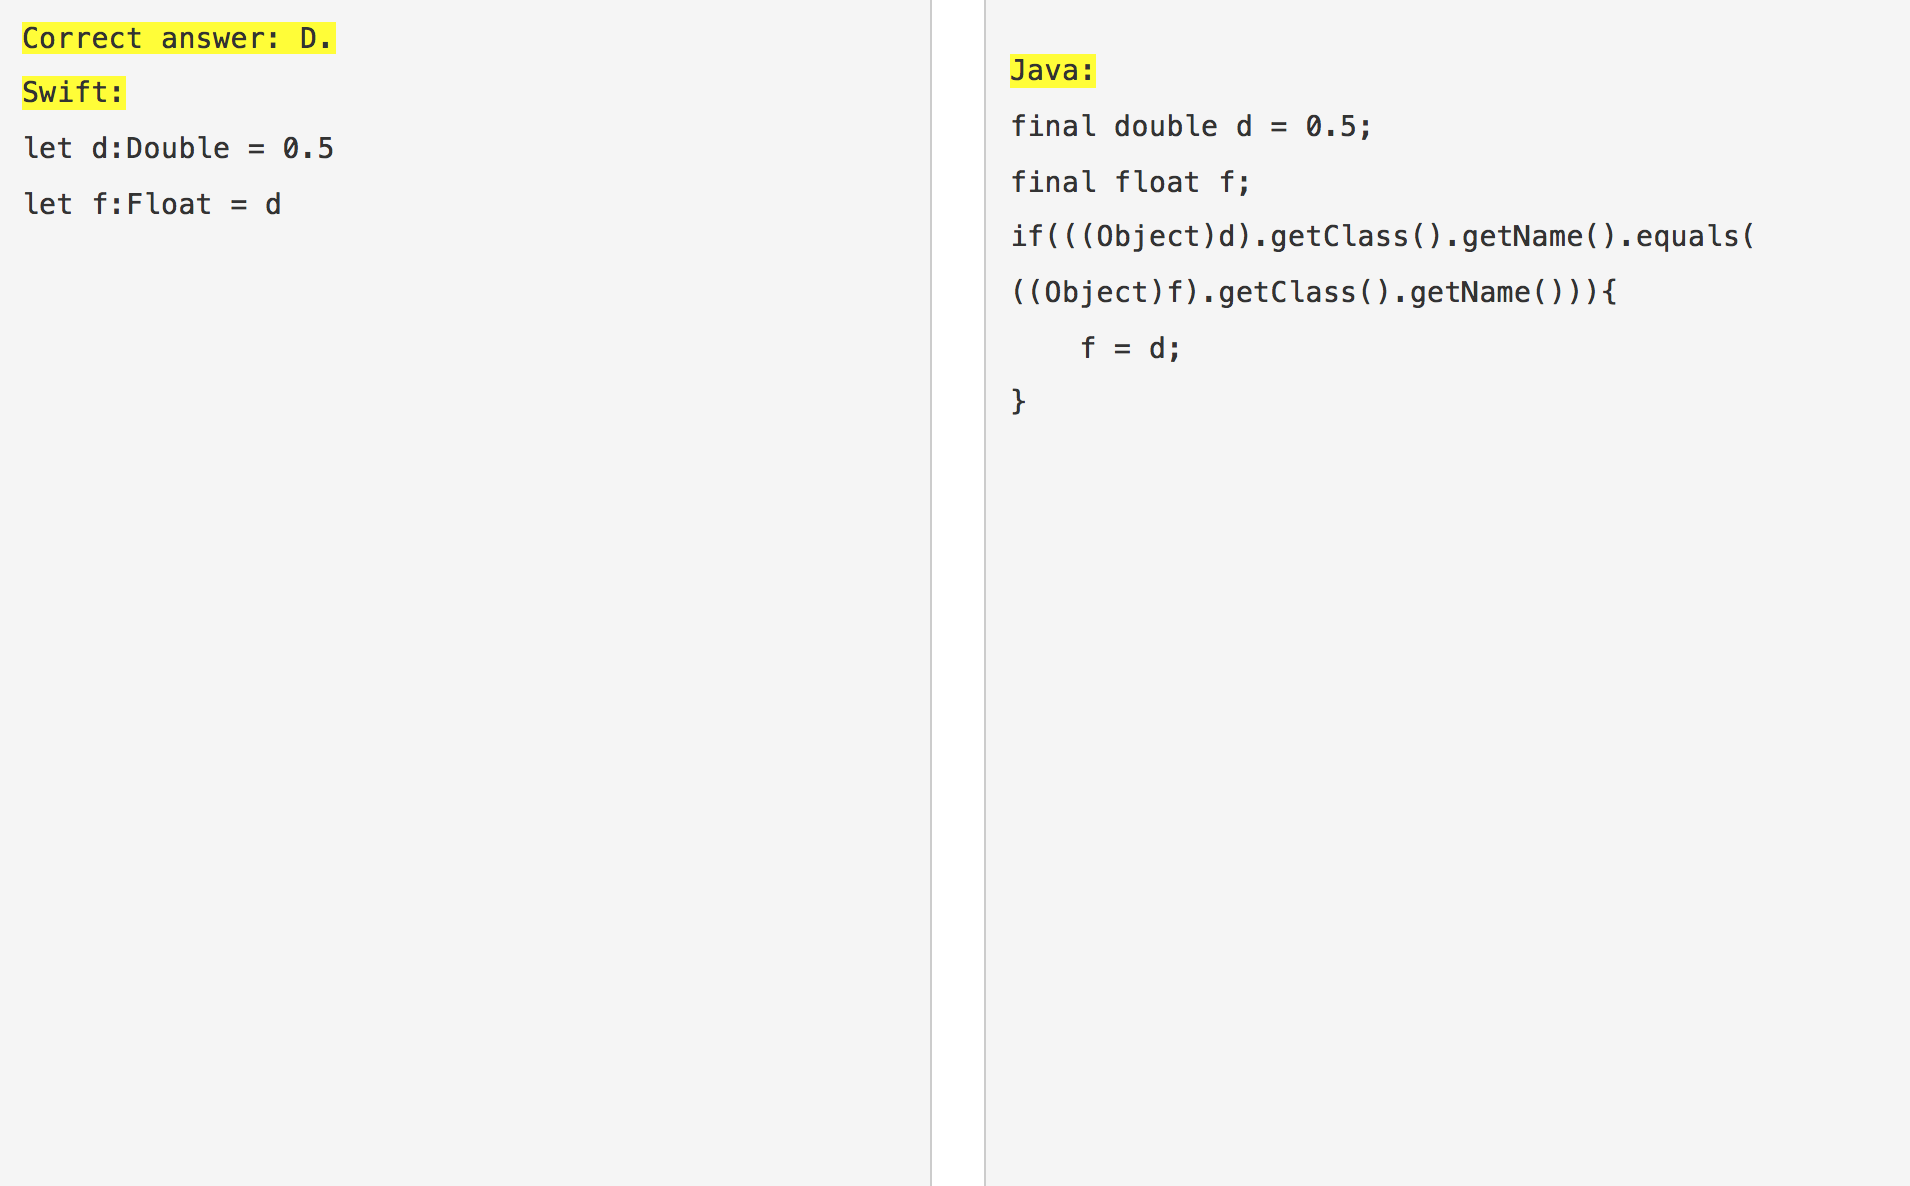 Correct answer: D.
Swift:
let d:Double = 0.5
let f:Float = d
Java:
final double d = 0.5;
final float f;
if(((Object)d).getClass().getName().equals(
((Object)f).getClass().getName())){
    f = d;
}